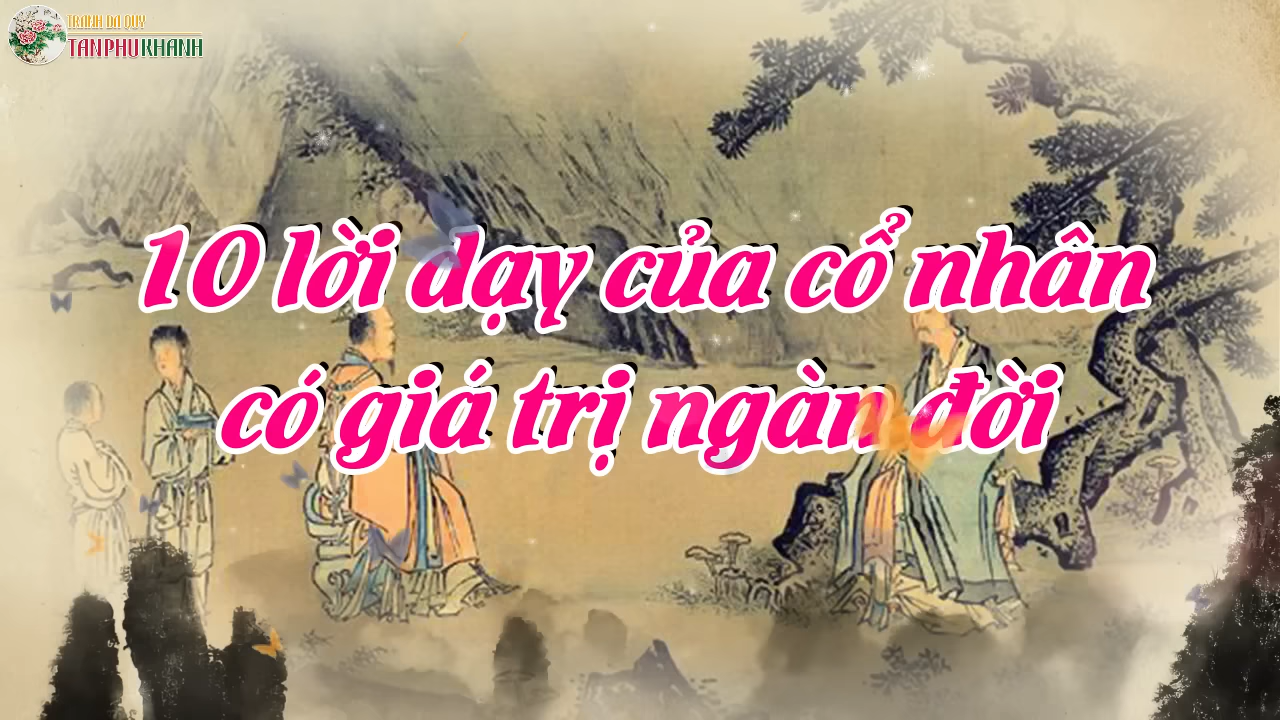 TRANH ĐÁ QUÝ
TANPHUKHANH
10 lời dạy của cổ nhân
có giá trị ngàn đời